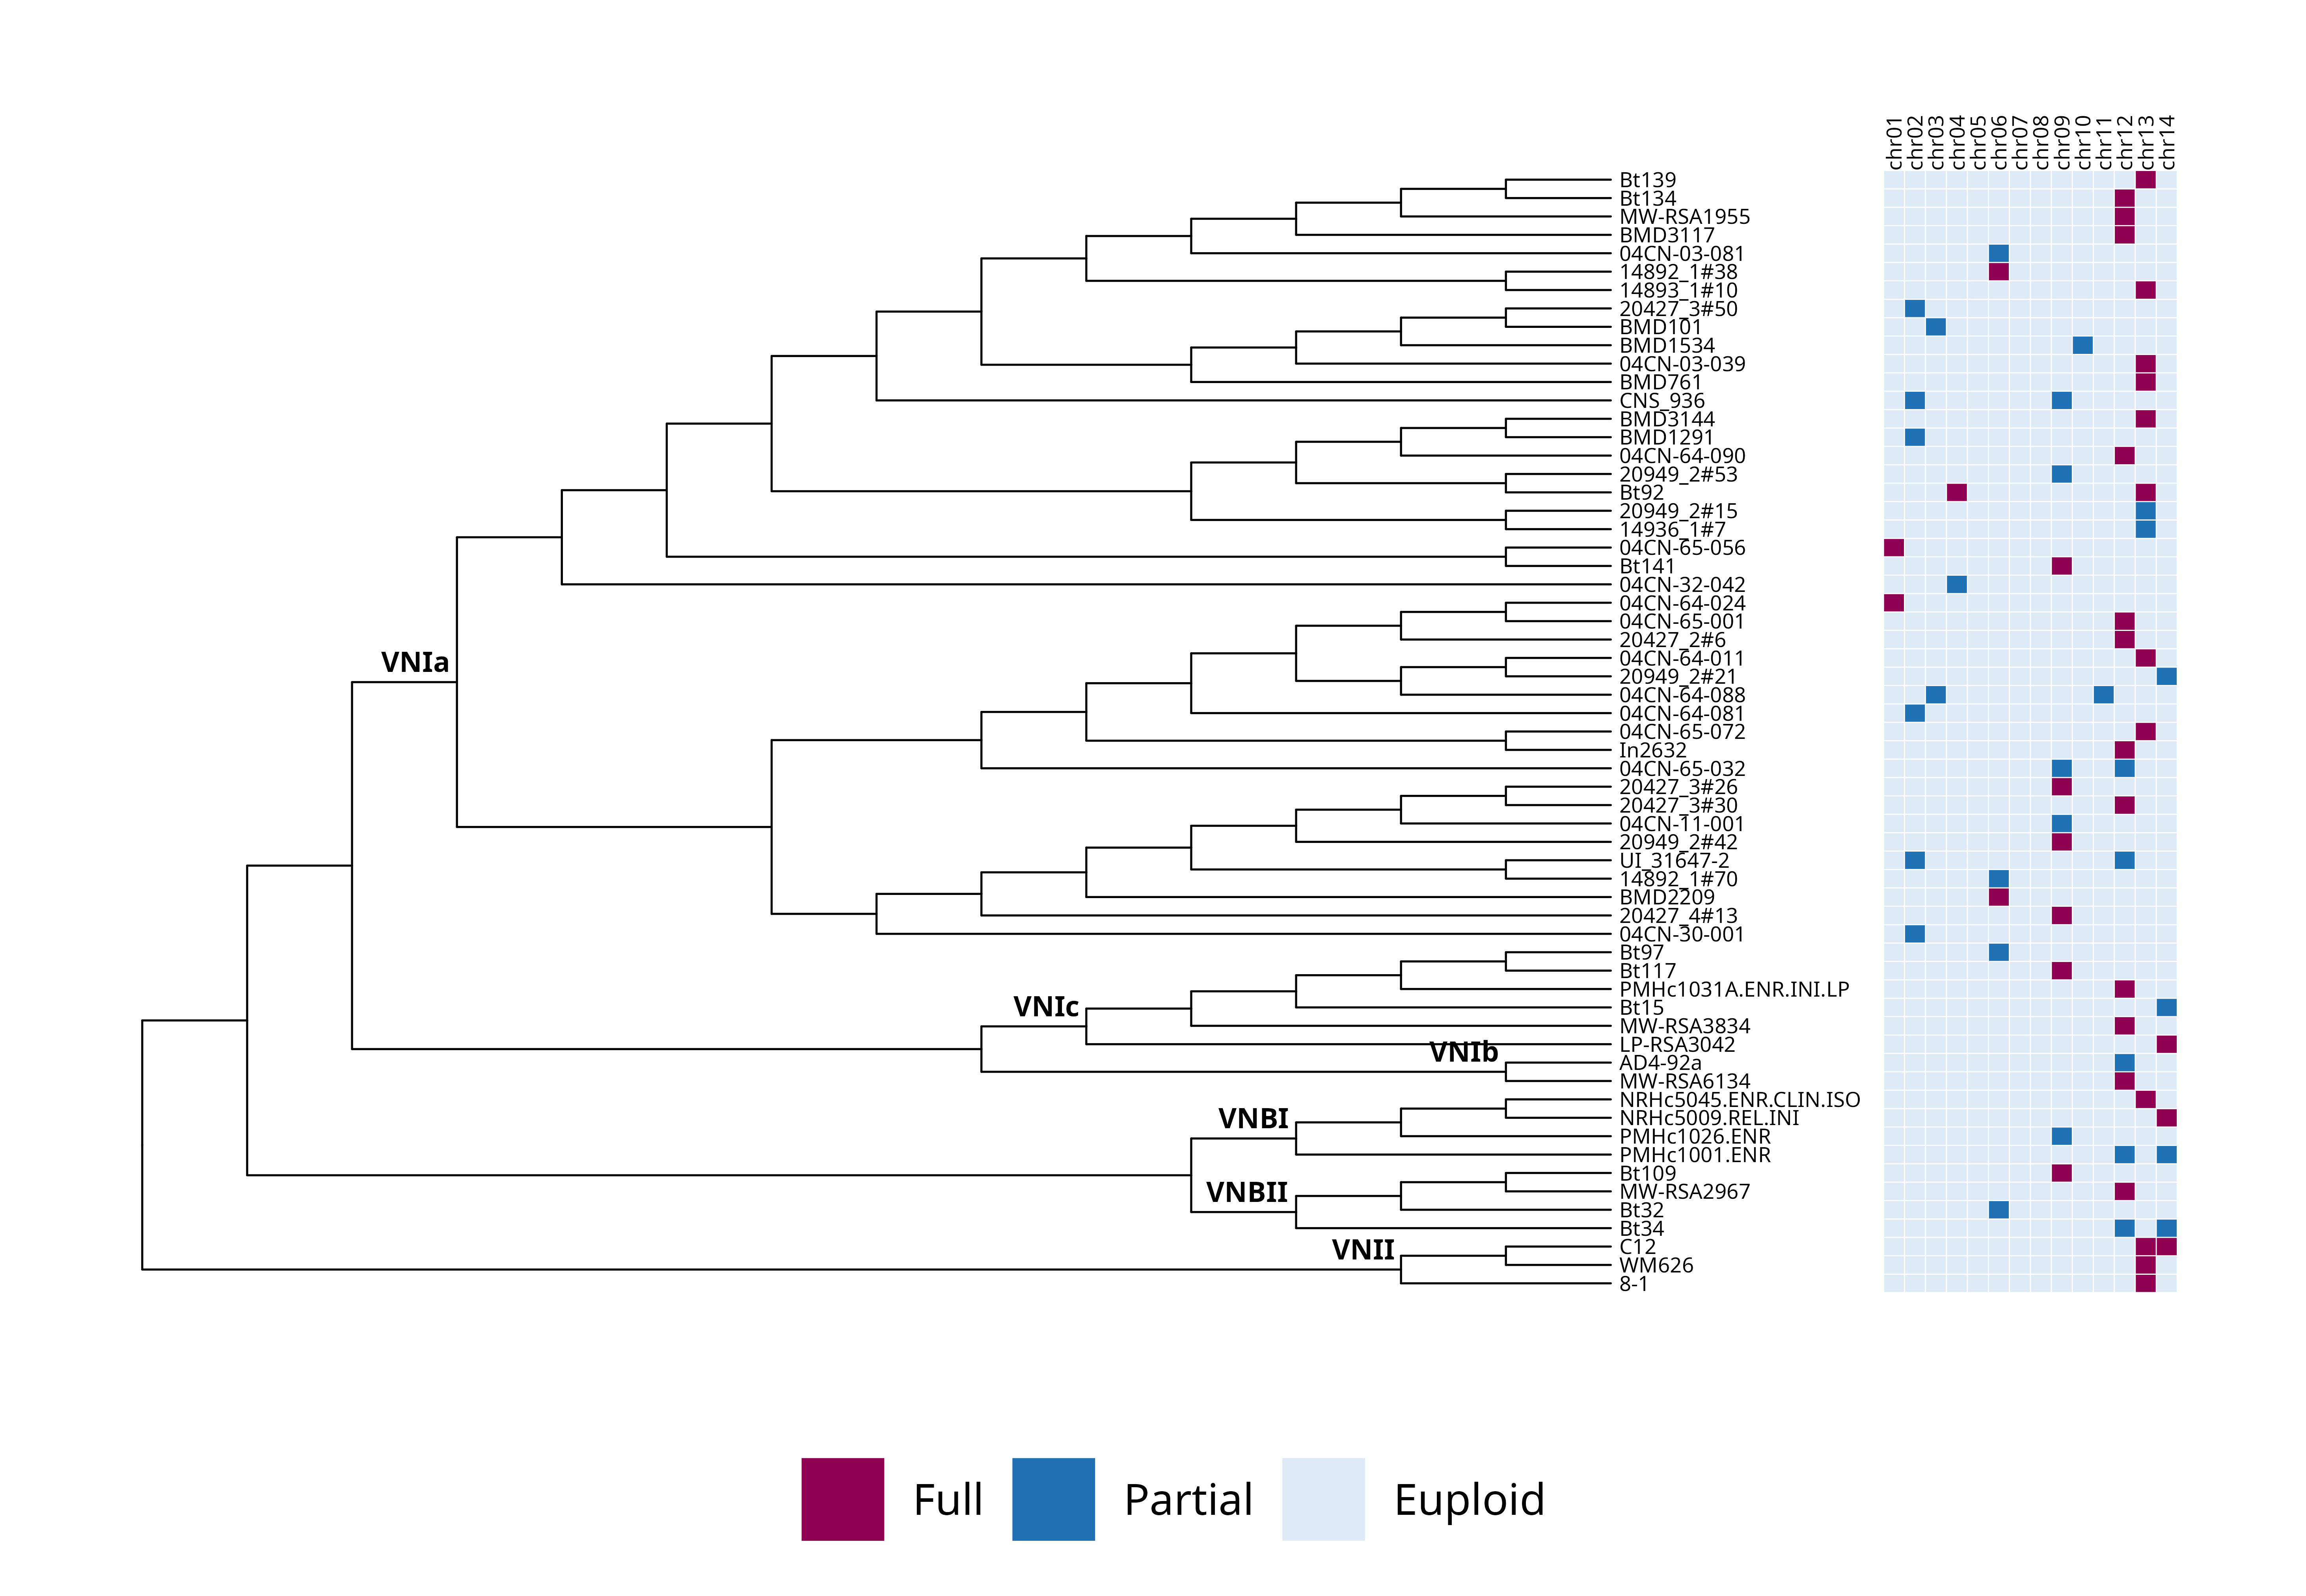 chr01
chr02
chr03
chr04
chr05
chr06
chr07
chr08
chr09
chr10
chr11
chr12
chr13
chr14
Bt139
Bt134
MW-RSA1955
BMD3117
04CN-03-081
14892_1#38
14893_1#10
20427_3#50
BMD101
BMD1534
04CN-03-039
BMD761
CNS_936
BMD3144
BMD1291
04CN-64-090
20949_2#53
Bt92
20949_2#15
14936_1#7
04CN-65-056
Bt141
04CN-32-042
04CN-64-024
04CN-65-001
20427_2#6
04CN-64-011
VNIa
20949_2#21
04CN-64-088
04CN-64-081
04CN-65-072
In2632
04CN-65-032
20427_3#26
20427_3#30
04CN-11-001
20949_2#42
UI_31647-2
14892_1#70
BMD2209
20427_4#13
04CN-30-001
Bt97
Bt117
PMHc1031A.ENR.INI.LP
VNIc
Bt15
MW-RSA3834
LP-RSA3042
VNIb
AD4-92a
MW-RSA6134
NRHc5045.ENR.CLIN.ISO
VNBI
NRHc5009.REL.INI
PMHc1026.ENR
PMHc1001.ENR
Bt109
VNBII
MW-RSA2967
Bt32
Bt34
VNII
C12
WM626
8-1
Full
Partial
Euploid